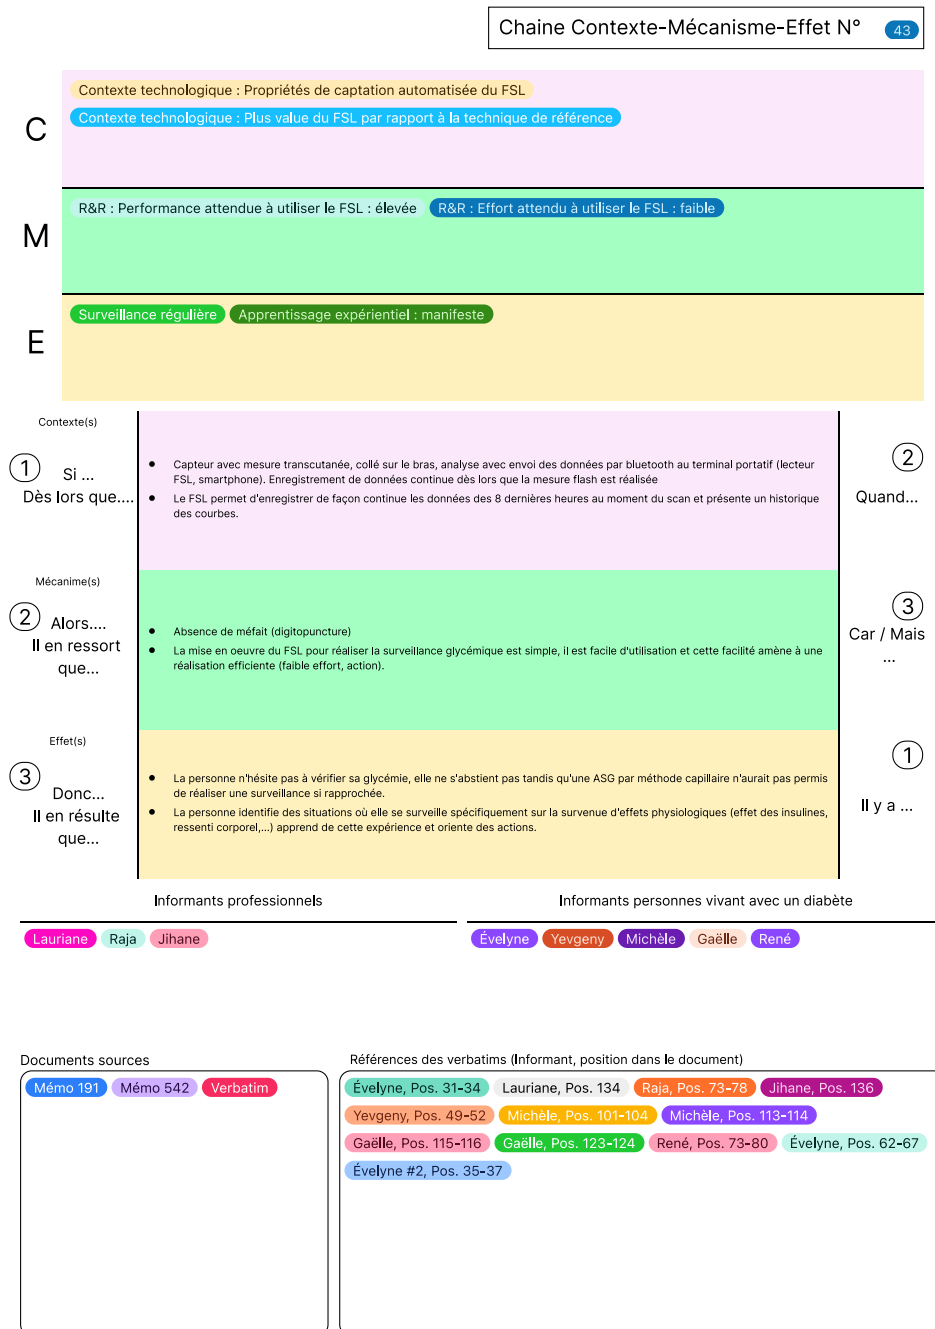 Chaine Contexte-Mécanisme-Effet N° 43
C
Contexte technologique : Propriétés de captation automatisée du FSL
Contexte technologique : Plus value du FSL par rapport à la technique de référence
M
R&R : Performance attendue à utiliser le FSL : élevée R&R : Effort attendu à utiliser le FSL : faible
E
Surveillance régulière Apprentissage expérientiel : manifeste
Contexte(s)
1 Si ...
Dès lors que....
• Capteur avec mesure transcutanée, collé sur le bras, analyse avec envoi des données par bluetooth au terminal portatif (lecteur
FSL, smartphone). Enregistrement de données continue dès lors que la mesure flash est réalisée
• Le FSL permet d'enregistrer de façon continue les données des 8 dernières heures au moment du scan et présente un historique
des courbes.
2
Quand...
Mécanime(s)
2 Alors....
Il en ressort
que...
• Absence de méfait (digitopuncture)
• La mise en oeuvre du FSL pour réaliser la surveillance glycémique est simple, il est facile d'utilisation et cette facilité amène à une
réalisation efficiente (faible effort, action).
3
Car / Mais
...
Effet(s)
3 Donc...
Il en résulte
que...
• La personne n'hésite pas à vérifier sa glycémie, elle ne s'abstient pas tandis qu'une ASG par méthode capillaire n'aurait pas permis
de réaliser une surveillance si rapprochée.
• La personne identifie des situations où elle se surveille spécifiquement sur la survenue d'effets physiologiques (effet des insulines,
ressenti corporel,...) apprend de cette expérience et oriente des actions.
1
Il y a ...
Informants professionnels
Lauriane Raja Jihane
Informants personnes vivant avec un diabète
Évelyne Yevgeny Michèle Gaëlle René
Documents sources
Mémo 191 Mémo 542 Verbatim
Références des verbatims (Informant, position dans le document)
Évelyne, Pos. 31-34 Lauriane, Pos. 134 Raja, Pos. 73-78 Jihane, Pos. 136
Yevgeny, Pos. 49-52 Michèle, Pos. 101-104 Michèle, Pos. 113-114
Gaëlle, Pos. 115-116 Gaëlle, Pos. 123-124 René, Pos. 73-80 Évelyne, Pos. 62-67
Évelyne #2, Pos. 35-37